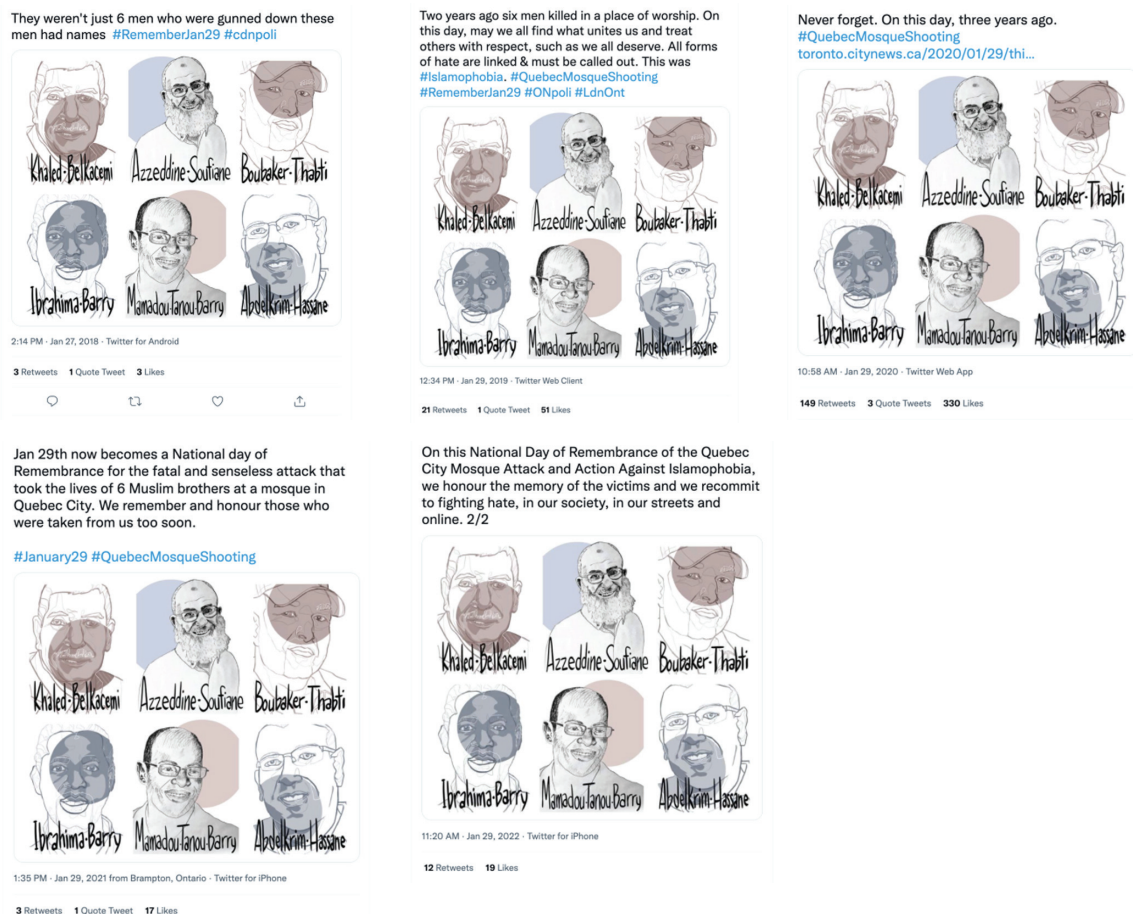 They weren't just 6 men who were gunned down these
men had names #RememberJan29 #cdnpoli
Khaled·Belkacemi Azzeddine·Soufiane Boubaker·Thabti
Ibrahima·Barry Mamadou Tanou·Barry Abdelkrim·Hassane
2:14 PM · Jan 27, 2018 · Twitter for Android
3 Retweets 1 Quote Tweet 3 Likes
Two years ago six men killed in a place of worship. On
this day, may we all find what unites us and treat
others with respect, such as we all deserve. All forms
of hate are linked & must be called out. This was
#Islamophobia. #QuebecMosqueShooting
#RememberJan29 #ONpoli #LdnOnt
Khaled·Belkacemi Azzeddine·Soufiane Boubaker·Thabti
Ibrahima·Barry Mamadou Tanou·Barry Abdelkrim·Hassane
12:34 PM · Jan 29, 2019 · Twitter Web Client
21 Retweets 1 Quote Tweet 51 Likes
Never forget. On this day, three years ago.
#QuebecMosqueShooting
toronto.citynews.ca/2020/01/29/thi...
Khaled·Belkacemi Azzeddine·Soufiane Boubaker·Thabti
Ibrahima·Barry Mamadou Tanou·Barry Abdelkrim·Hassane
10:58 AM · Jan 29, 2020 · Twitter Web App
149 Retweets 3 Quote Tweets 330 Likes
Jan 29th now becomes a National day of
Remembrance for the fatal and senseless attack that
took the lives of 6 Muslim brothers at a mosque in
Quebec City. We remember and honour those who
were taken from us too soon.
#January29 #QuebecMosqueShooting
Khaled·Belkacemi Azzeddine·Soufiane Boubaker·Thabti
Ibrahima·Barry Mamadou Tanou·Barry Abdelkrim·Hassane
1:35 PM · Jan 29, 2021 from Brampton, Ontario · Twitter for iPhone
3 Retweets 1 Quote Tweet 17 Likes
On this National Day of Remembrance of the Quebec
City Mosque Attack and Action Against Islamophobia,
we honour the memory of the victims and we recommit
to fighting hate, in our society, in our streets and
online. 2/2
Khaled·Belkacemi Azzeddine·Soufiane Boubaker·Thabti
Ibrahima·Barry Mamadou Tanou·Barry Abdelkrim·Hassane
11:20 AM · Jan 29, 2022 · Twitter for iPhone
12 Retweets 19 Likes